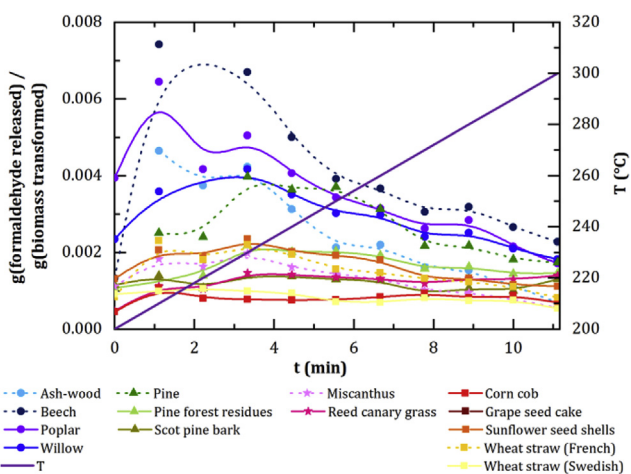 g(formaldehyde released) /
g(biomass transformed)
0.008
0.006
0.004
0.002
0.000
320
300
280
260
240
220
200
T (°C)
0 2 4 6 8 10
t (min)
Ash-wood
Beech
Poplar
Willow
T
Pine
Pine forest residues
Scot pine bark
Miscanthus
Reed canary grass
Corn cob
Grape seed cake
Sunflower seed shells
Wheat straw (French)
Wheat straw (Swedish)